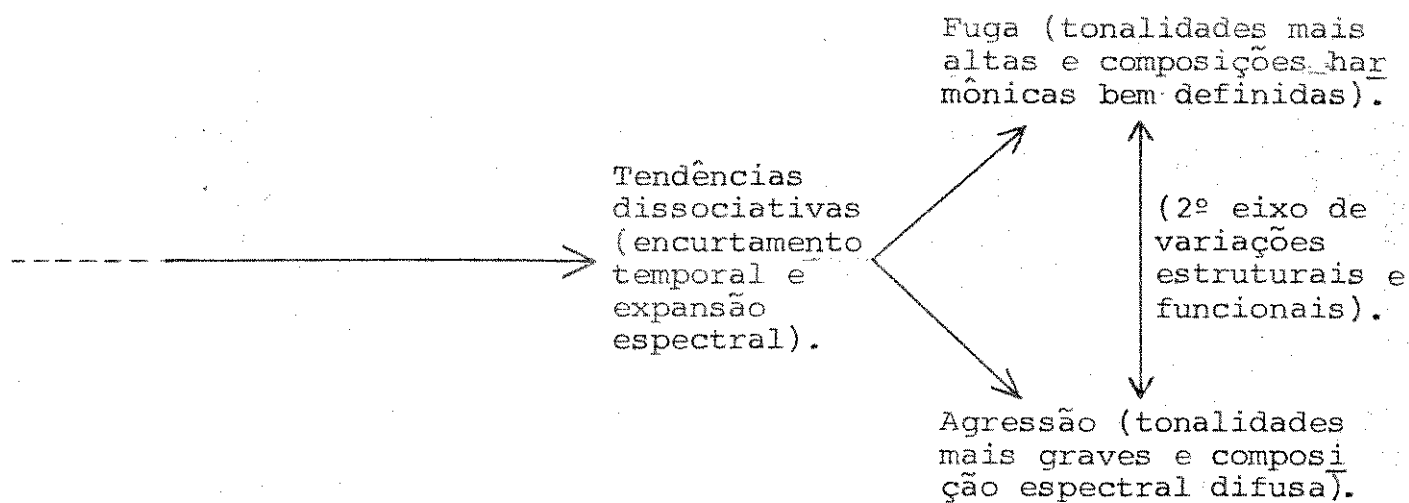 Fuga (tonalidades mais
altas e composições har
mônicas bem definidas).
Tendências
dissociativas
(encurtamento
temporal e
expansão
espectral).
(2º eixo de
variações
estruturais e
funcionais).
Agressão (tonalidades
mais graves e composi
ção espectral difusa).